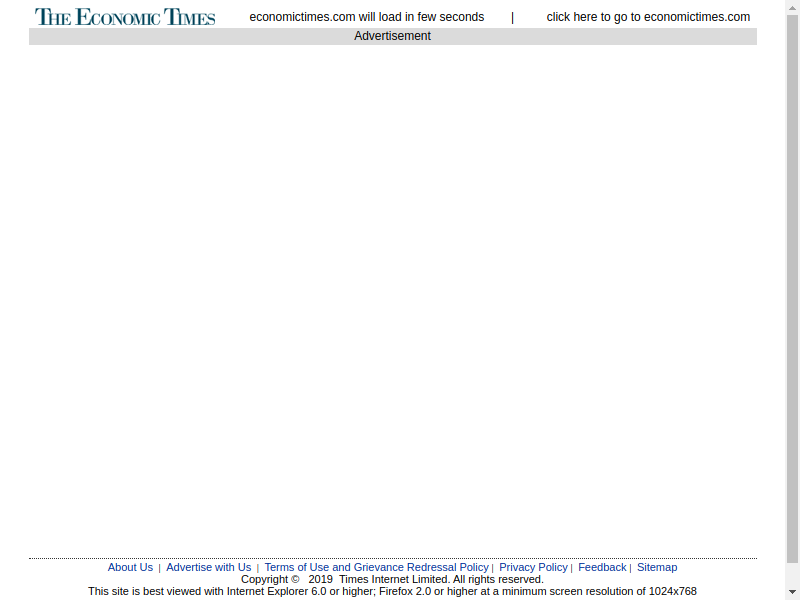 THE ECONOMIC TIMES economictimes.com will load in few seconds | click here to go to economictimes.com
Advertisement
About Us | Advertise with Us | Terms of Use and Grievance Redressal Policy | Privacy Policy | Feedback | Sitemap
Copyright © 2019 Times Internet Limited. All rights reserved.
This site is best viewed with Internet Explorer 6.0 or higher; Firefox 2.0 or higher at a minimum screen resolution of 1024x768